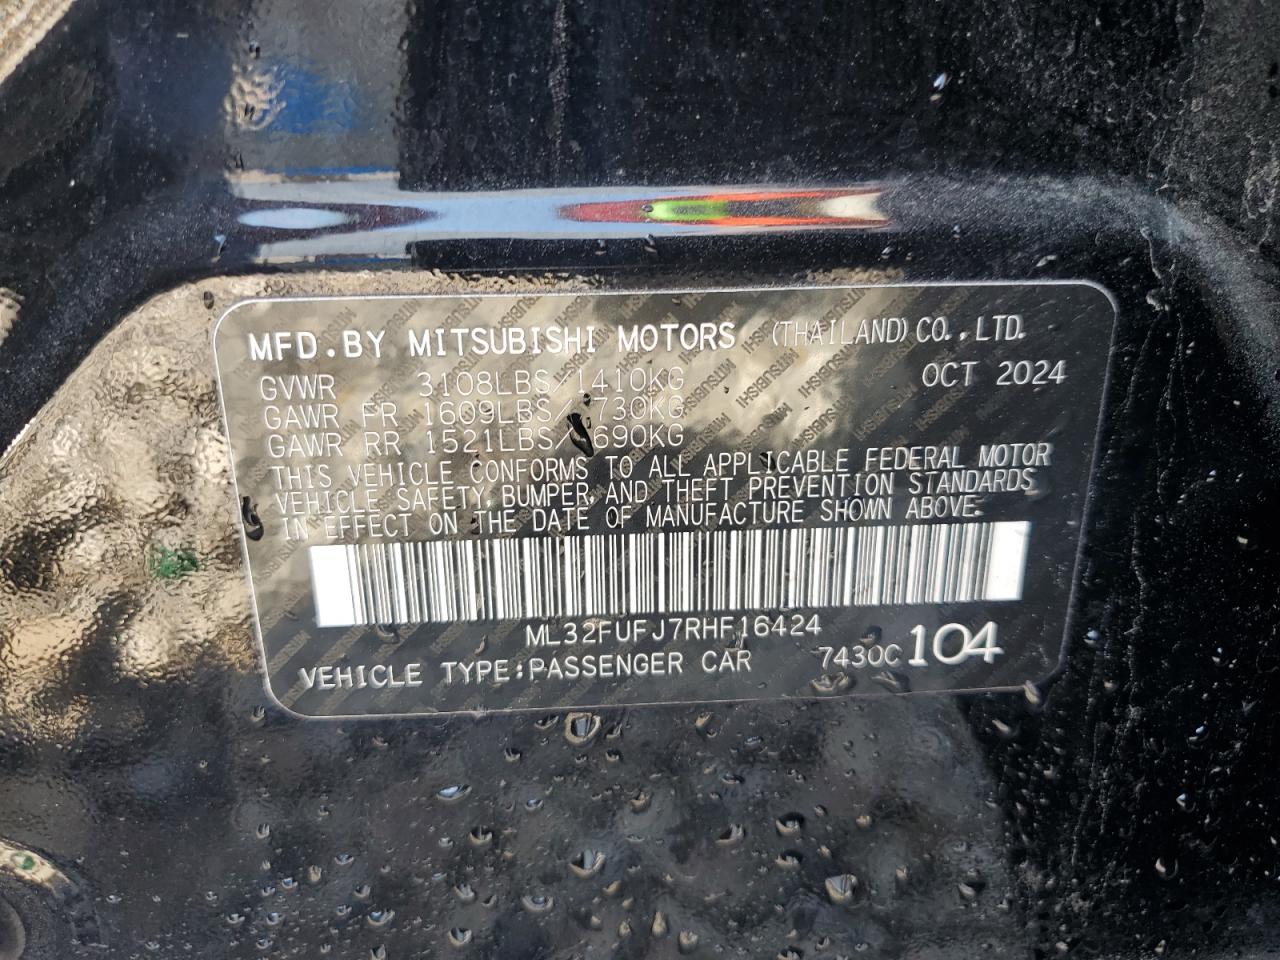 MFD.BY MITSUBISHI MOTORS (THAILAND) CO.,LTD.
GVWR 3108LBS/1410KG OCT 2024
GAWR FR 1609LBS/ 730KG
GAWR RR 1521LBS/ 690KG
THIS VEHICLE CONFORMS TO ALL APPLICABLE FEDERAL MOTOR
VEHICLE SAFETY, BUMPER, AND THEFT PREVENTION STANDARDS
IN EFFECT ON THE DATE OF MANUFACTURE SHOWN ABOVE.
ML32FUFJ7RHF16424
VEHICLE TYPE:PASSENGER CAR 7430C 104